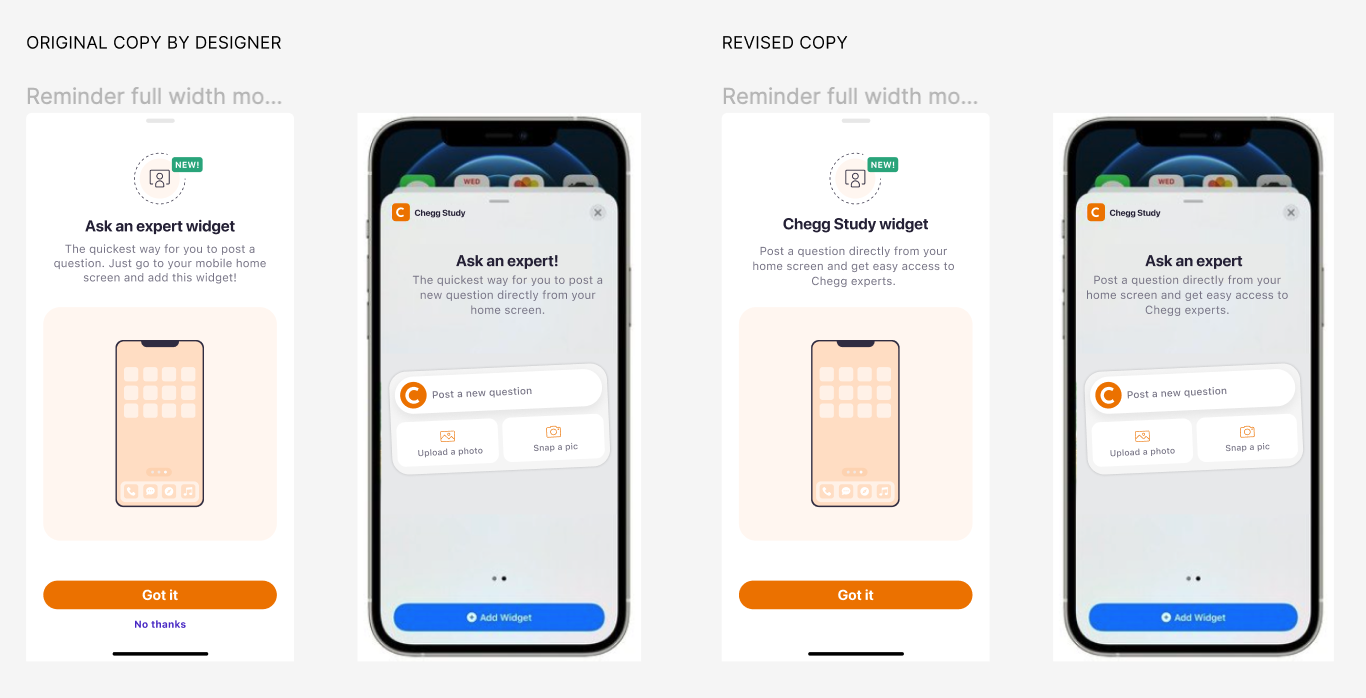 ORIGINAL COPY BY DESIGNER
Reminder full width mo...
NEW!
Ask an expert widget
The quickest way for you to post a
question. Just go to your mobile home
screen and add this widget!
Got it
No thanks
WED
C Chegg Study
Ask an expert!
The quickest way for you to post a
new question directly from your
home screen.
C Post a new question
Upload a photo
Snap a pic
Add Widget
REVISED COPY
Reminder full width mo...
NEW!
Chegg Study widget
Post a question directly from your
home screen and get easy access to
Chegg experts.
Got it
WED
C Chegg Study
Ask an expert
Post a question directly from your
home screen and get easy access to
Chegg experts.
C Post a new question
Upload a photo
Snap a pic
Add Widget